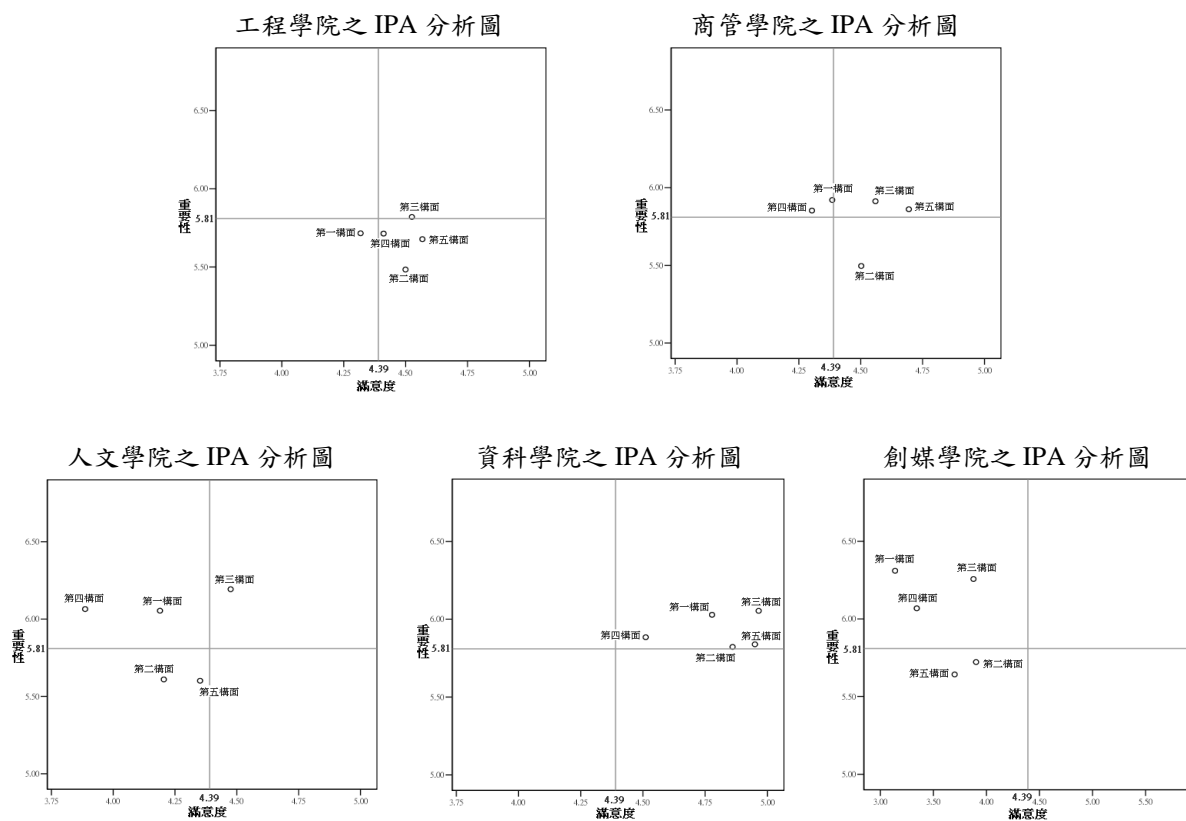 工程學院之 IPA 分析圖
6.50
6.00
5.81
5.50
5.00
重要性
第三構面
第一構面
第四構面
第五構面
第二構面
3.75
4.00
4.25
4.39
4.50
4.75
5.00
滿意度
商管學院之 IPA 分析圖
6.50
6.00
5.81
5.50
5.00
重要性
第一構面
第三構面
第四構面
第五構面
第二構面
3.75
4.00
4.25
4.39
4.50
4.75
5.00
滿意度
人文學院之 IPA 分析圖
6.50
6.00
5.81
5.50
5.00
重要性
第三構面
第四構面
第一構面
第二構面
第五構面
3.75
4.00
4.25
4.39
4.50
4.75
5.00
滿意度
資科學院之 IPA 分析圖
6.50
6.00
5.81
5.50
5.00
重要性
第一構面
第三構面
第四構面
第五構面
第二構面
3.75
4.00
4.25
4.39
4.50
4.75
5.00
滿意度
創媒學院之 IPA 分析圖
6.50
6.00
5.81
5.50
5.00
重要性
第一構面
第三構面
第四構面
第二構面
第五構面
3.00
3.50
4.00
4.39
4.50
5.00
5.50
滿意度